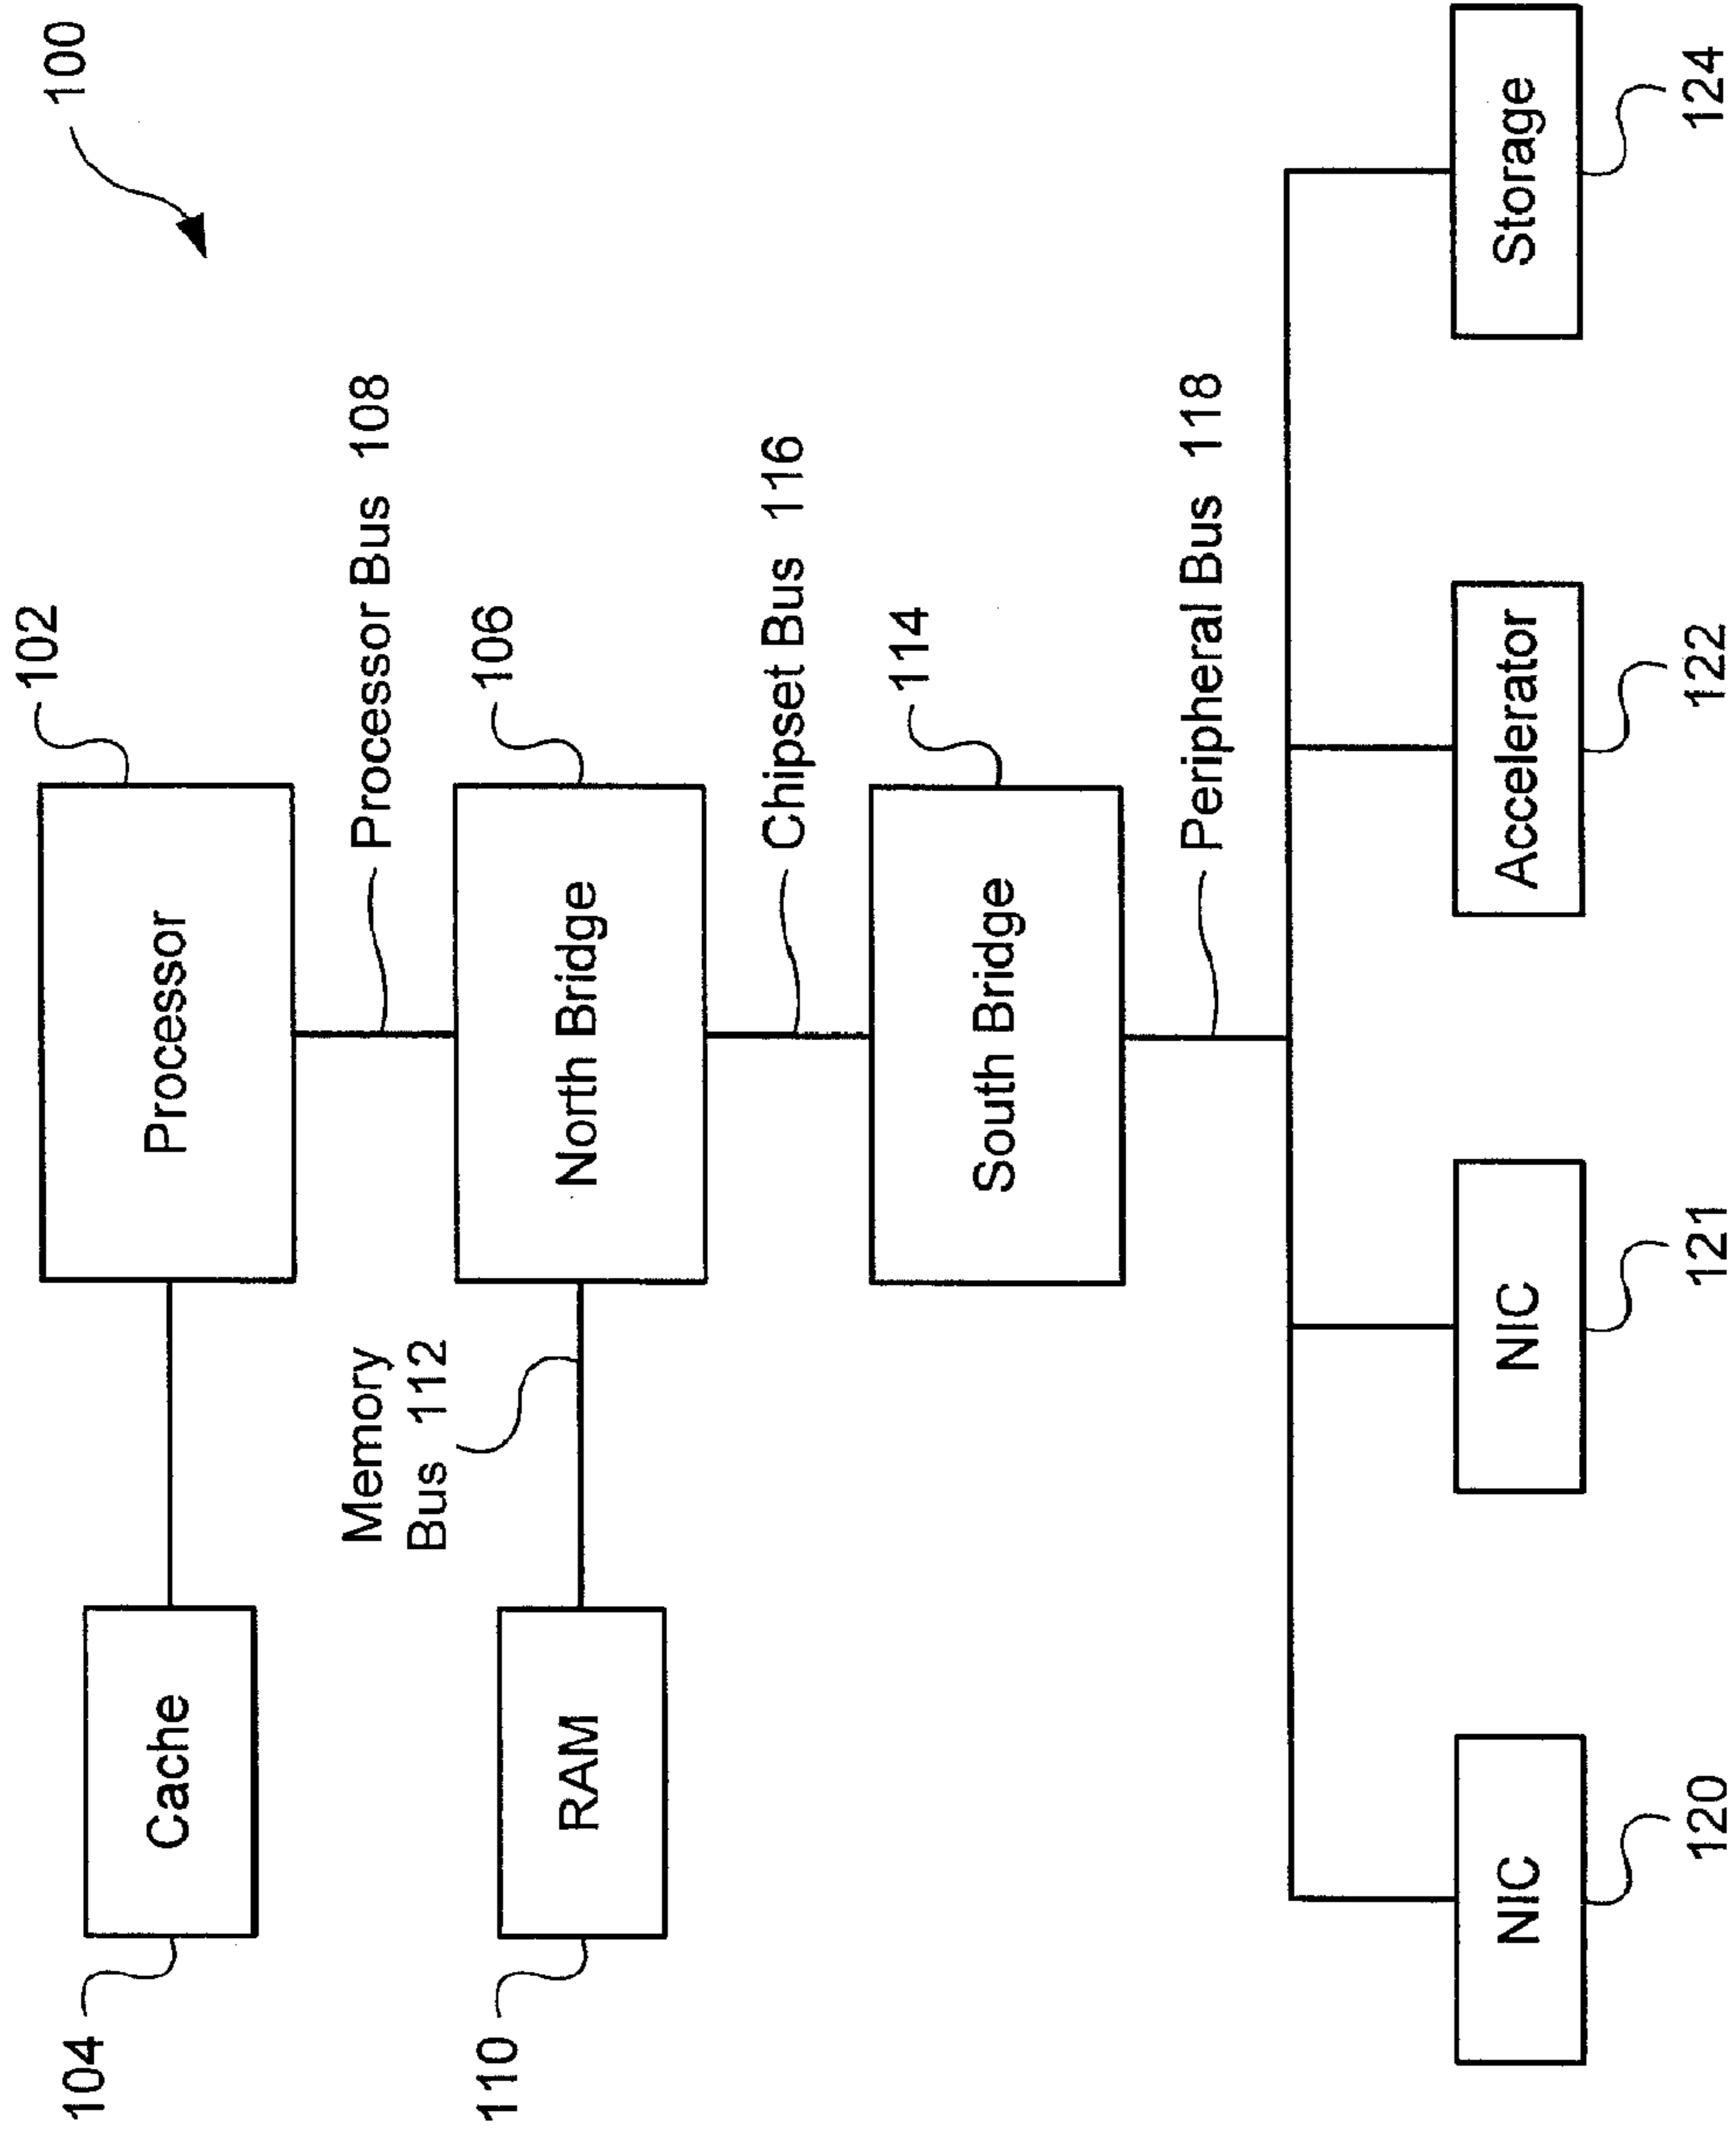 100
102
Processor
Cache
104
Processor Bus 108
106
North Bridge
Memory
Bus 112
RAM
110
Chipset Bus 116
114
South Bridge
Peripheral Bus 118
NIC
NIC
Accelerator
Storage
120
121
122
124